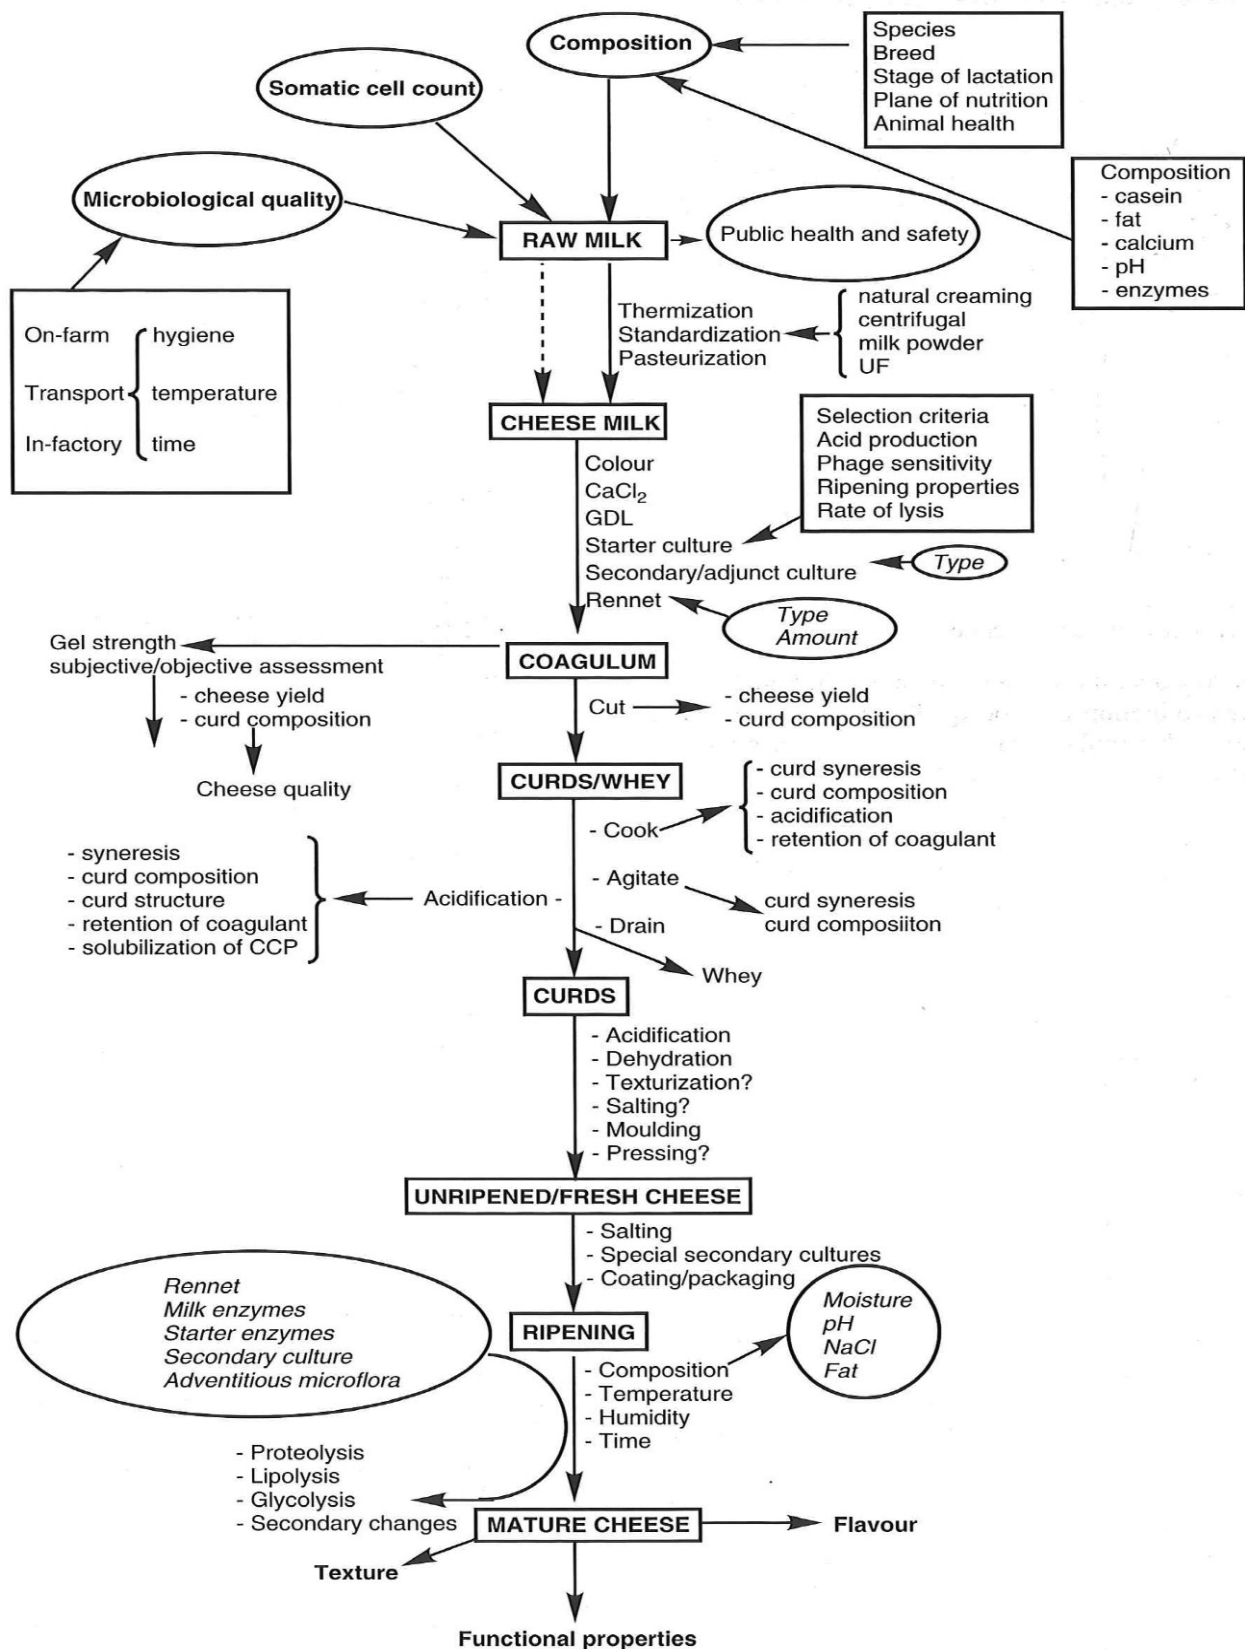 Composition
Species
Breed
Stage of lactation
Plane of nutrition
Animal health
Somatic cell count
Composition
- casein
- fat
- calcium
- pH
- enzymes
Microbiological quality
RAW MILK
Public health and safety
On-farm
hygiene
Transport
temperature
In-factory
time
Thermization
Standardization
Pasteurization
natural creaming
centrifugal
milk powder
UF
CHEESE MILK
Selection criteria
Acid production
Phage sensitivity
Ripening properties
Rate of lysis
Colour
CaCl₂
GDL
Starter culture
Secondary/adjunct culture
Rennet
Type
Type
Amount
Gel strength
subjective/objective assessment
- cheese yield
- curd composition
Cheese quality
COAGULUM
Cut
- cheese yield
- curd composition
CURDS/WHEY
- Cook
- curd syneresis
- curd composition
- acidification
- retention of coagulant
- syneresis
- curd composition
- curd structure
- retention of coagulant
- solubilization of CCP
Acidification -
- Agitate
curd syneresis
curd composiiton
- Drain
Whey
CURDS
- Acidification
- Dehydration
- Texturization?
- Salting?
- Moulding
- Pressing?
UNRIPENED/FRESH CHEESE
- Salting
- Special secondary cultures
- Coating/packaging
Rennet
Milk enzymes
Starter enzymes
Secondary culture
Adventitious microflora
RIPENING
Moisture
pH
NaCl
Fat
- Composition
- Temperature
- Humidity
- Time
- Proteolysis
- Lipolysis
- Glycolysis
- Secondary changes
MATURE CHEESE
Flavour
Texture
Functional properties